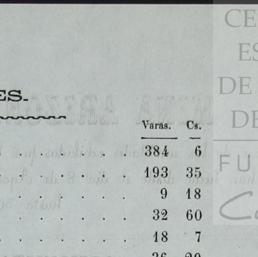 CE
ES
ES.
DE
DE
Varas. Cs.
FU
384 6
193 35
9 18
32 60
18 7